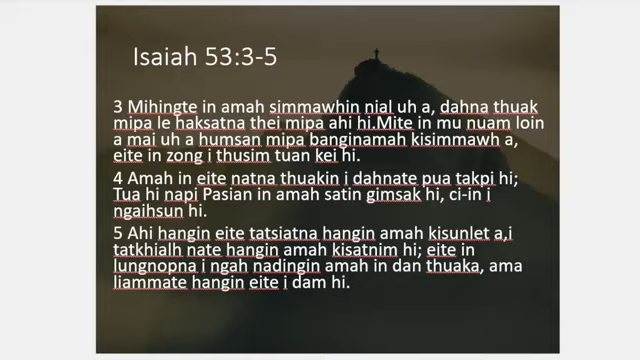 Isaiah 53:3-5
3 Mihingte in amah simmawhin nial uh a, dahna thuak
mipa le haksatna thei mipa ahi hi.Mite in mu nuam loin
a mai uh a humsan mipa banginamah kisimmawh a,
eite in zong i thusim tuan kei hi.
4 Amah in eite natna thuakin i dahnate pua takpi hi;
Tua hi napi Pasian in amah satin gimsak hi, ci-in i
ngaihsun hi.
5 Ahi hangin eite tatsiatna hangin amah kisunlet a,i
tatkhialh nate hangin amah kisatnim hi; eite in
lungnopna i ngah nadingin amah in dan thuaka, ama
liammate hangin eite i dam hi.